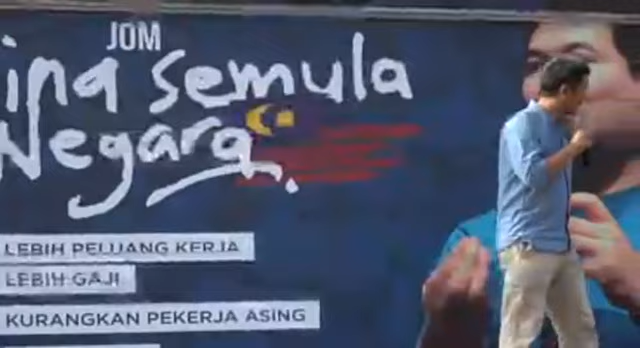 JOM
ina semula
Negara.
LEBIH PELUANG KERJA
LEBIH GAJI
KURANGKAN PEKERJA ASING